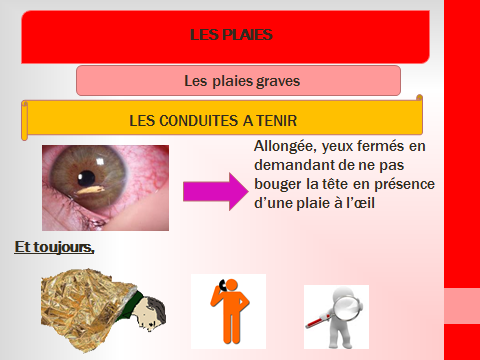 LES PLAIES
Les plaies graves
LES CONDUITES A TENIR
Allongée, yeux fermés en
demandant de ne pas
bouger la tête en présence
d’une plaie à l’œil
Et toujours,